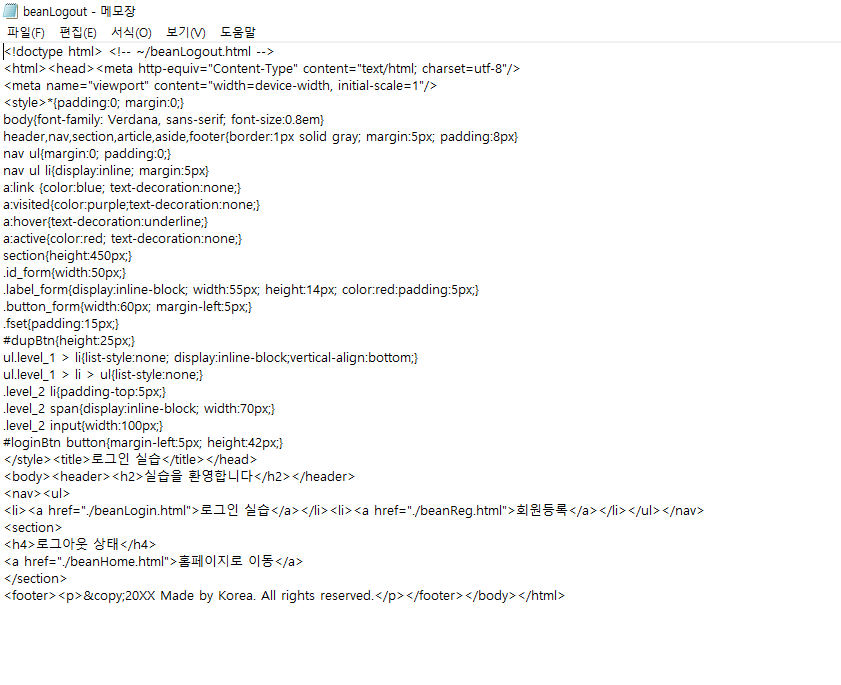 beanLogout - 메모장
파일(F) 편집(E) 서식(O) 보기(V) 도움말
<!doctype html> <!-- ~/beanLogout.html -->
<html><head><meta http-equiv="Content-Type" content="text/html; charset=utf-8"/>
<meta name="viewport" content="width=device-width, initial-scale=1"/>
<style>*{padding:0; margin:0;}
body{font-family: Verdana, sans-serif; font-size:0.8em}
header,nav,section,article,aside,footer{border:1px solid gray; margin:5px; padding:8px}
nav ul{margin:0; padding:0;}
nav ul li{display:inline; margin:5px}
a:link {color:blue; text-decoration:none;}
a:visited{color:purple;text-decoration:none;}
a:hover{text-decoration:underline;}
a:active{color:red; text-decoration:none;}
section{height:450px;}
.id_form{width:50px;}
.label_form{display:inline-block; width:55px; height:14px; color:red:padding:5px;}
.button_form{width:60px; margin-left:5px;}
.fset{padding:15px;}
#dupBtn{height:25px;}
ul.level_1 > li{list-style:none; display:inline-block;vertical-align:bottom;}
ul.level_1 > li > ul{list-style:none;}
.level_2 li{padding-top:5px;}
.level_2 span{display:inline-block; width:70px;}
.level_2 input{width:100px;}
#loginBtn button{margin-left:5px; height:42px;}
</style><title>로그인 실습</title></head>
<body><header><h2>실습을 환영합니다</h2></header>
<nav><ul>
<li><a href="./beanLogin.html">로그인 실습</a></li><li><a href="./beanReg.html">회원등록</a></li></ul></nav>
<section>
<h4>로그아웃 상태</h4>
<a href="./beanHome.html">홈페이지로 이동</a>
</section>
<footer><p>&copy;20XX Made by Korea. All rights reserved.</p></footer></body></html>